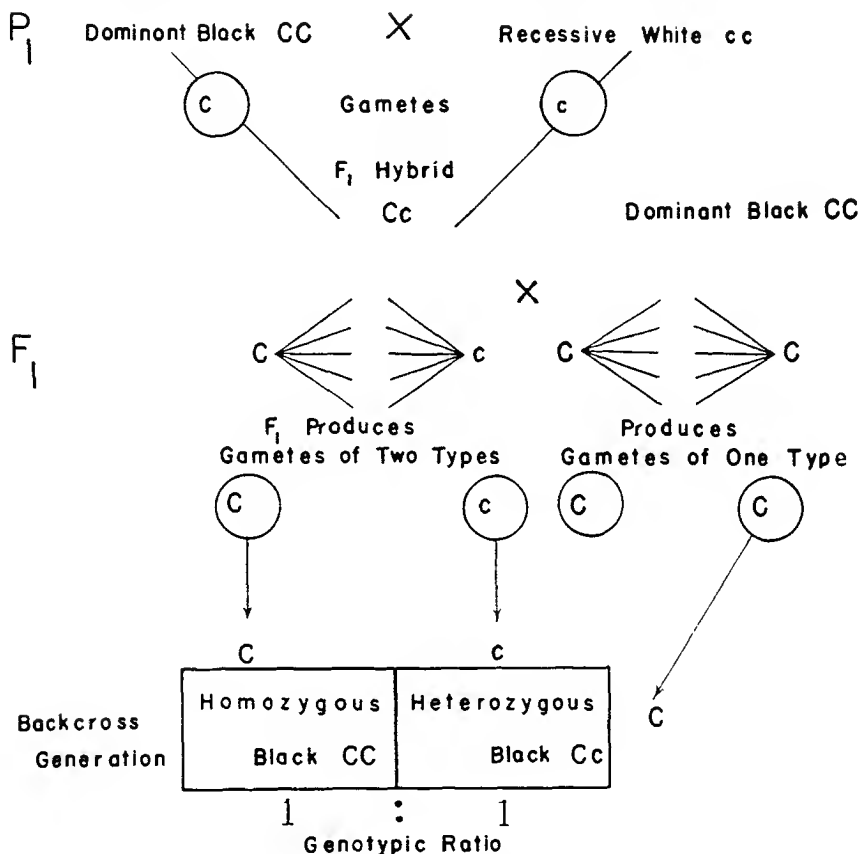 P1 Dominant Black CC X Recessive White cc
C Gametes c
F1 Hybrid
Cc Dominant Black CC
X
F1 C c C C
F1 Produces Produces
Gametes of Two Types Gametes of One Type
C c C C
C c
Homozygous Heterozygous C
Backcross
Generation Black CC Black Cc
1 : 1
Genotypic Ratio